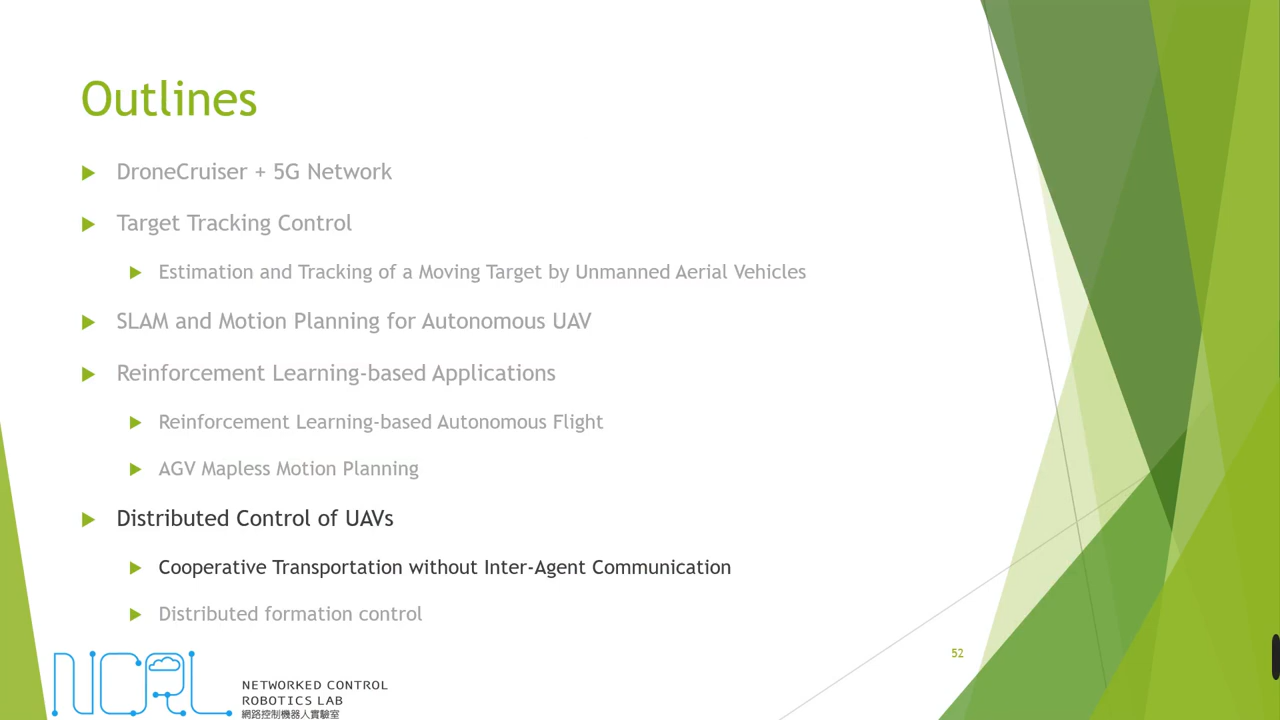 Outlines
DroneCruiser + 5G Network
Target Tracking Control
Estimation and Tracking of a Moving Target by Unmanned Aerial Vehicles
SLAM and Motion Planning for Autonomous UAV
Reinforcement Learning-based Applications
Reinforcement Learning-based Autonomous Flight
AGV Mapless Motion Planning
Distributed Control of UAVs
Cooperative Transportation without Inter-Agent Communication
Distributed formation control
52
NCRL
NETWORKED CONTROL
ROBOTICS LAB
網路控制機器人實驗室